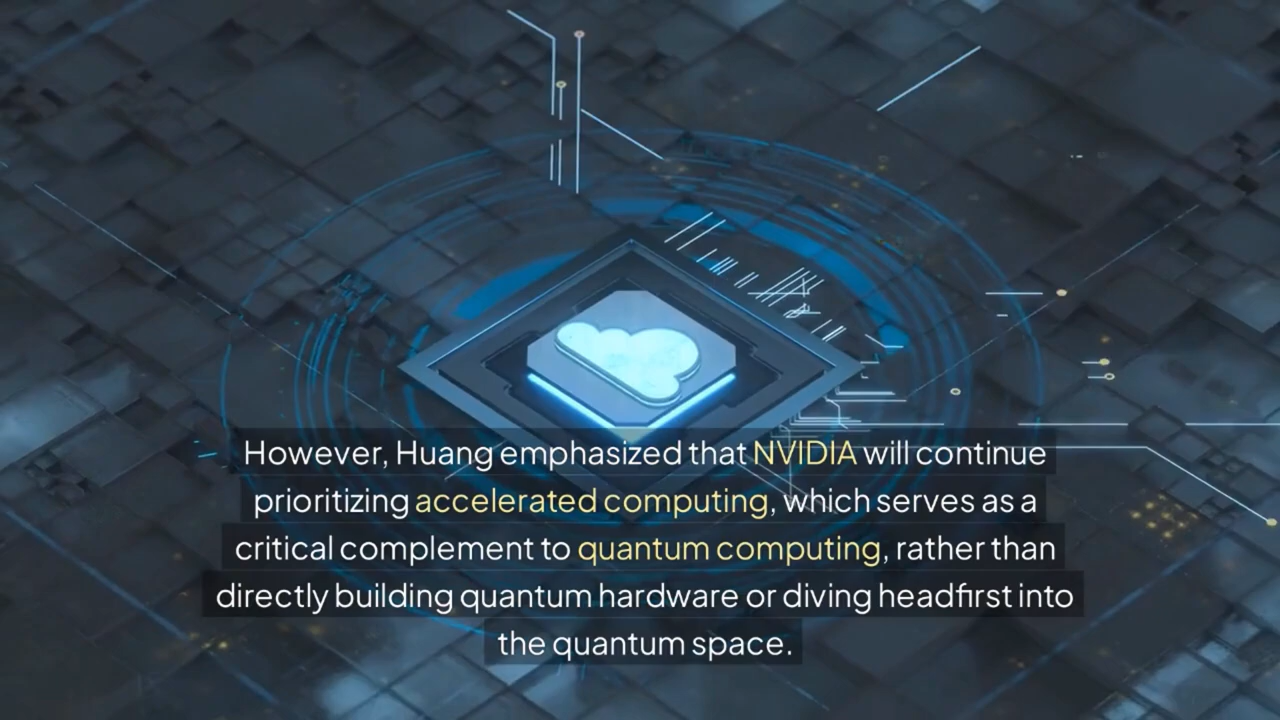 However, Huang emphasized that NVIDIA will continue
prioritizing accelerated computing, which serves as a
critical complement to quantum computing, rather than
directly building quantum hardware or diving headfirst into
the quantum space.